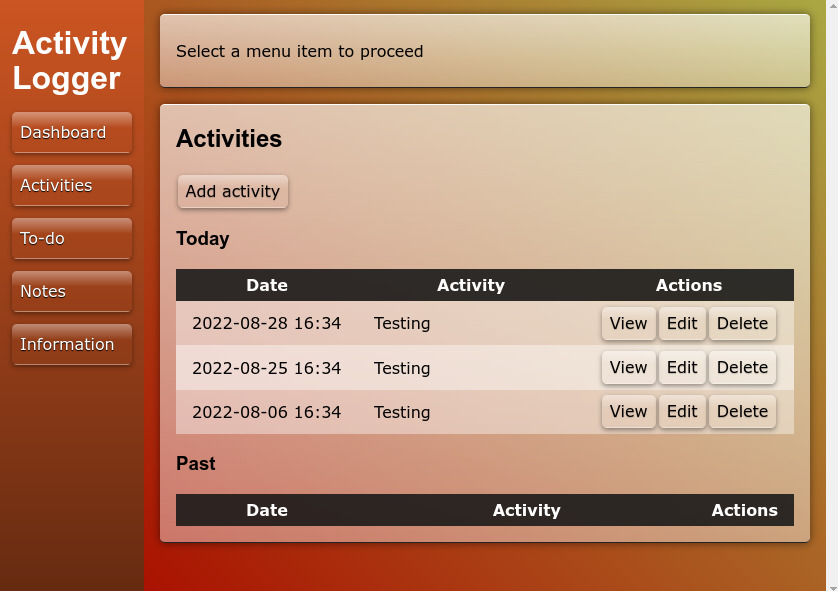 Activity
Logger
Dashboard
Activities
To-do
Notes
Information
Select a menu item to proceed
Activities
Add activity
Today
Date Activity Actions
2022-08-28 16:34 Testing View Edit Delete
2022-08-25 16:34 Testing View Edit Delete
2022-08-06 16:34 Testing View Edit Delete
Past
Date Activity Actions